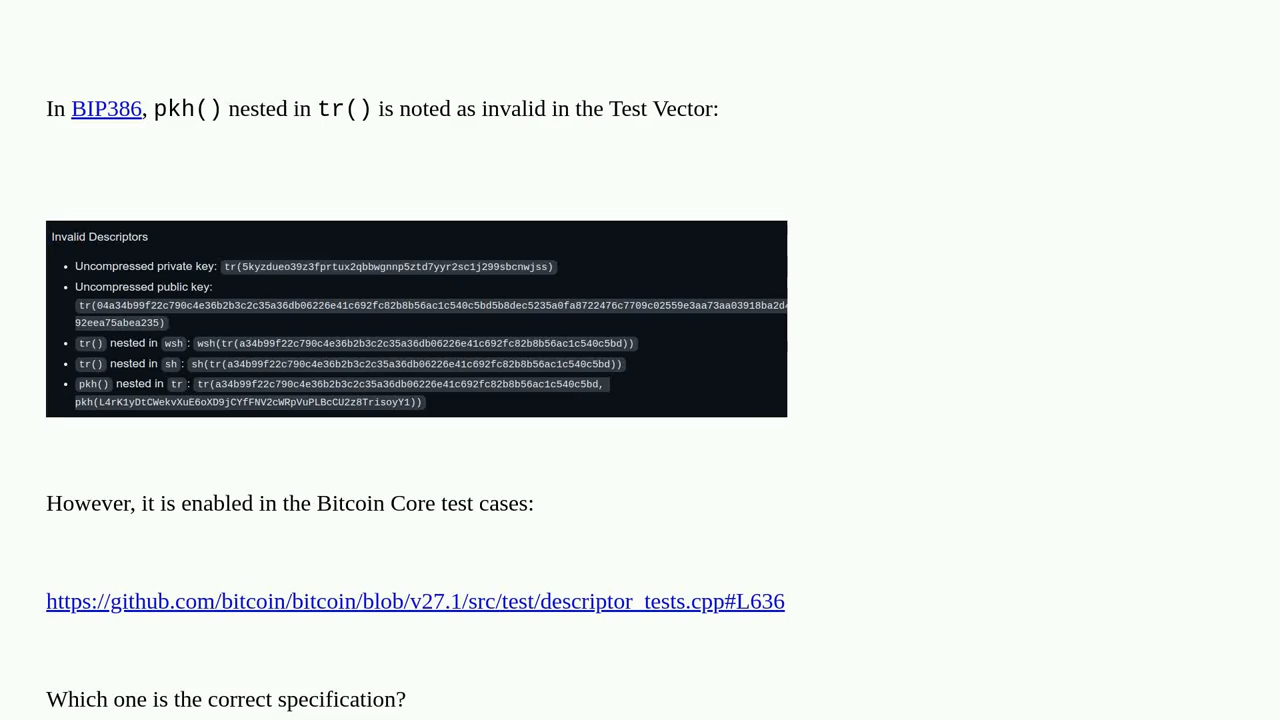 In BIP386, pkh() nested in tr() is noted as invalid in the Test Vector:
Invalid Descriptors
• Uncompressed private key: tr(5kyzdueo39z3fprtux2qbbwgnnp5ztd7yyr2sc1j299sbcnwjss)
• Uncompressed public key:
tr(04a34b99f22c790c4e36b2b3c2c35a36db06226e41c692fc82b8b56ac1c540c5bd5b8dec5235a0fa8722476c7709c02559e3aa73aa03918ba2d4
92eea75abea235)
• tr() nested in wsh: wsh(tr(a34b99f22c790c4e36b2b3c2c35a36db06226e41c692fc82b8b56ac1c540c5bd))
• tr() nested in sh: sh(tr(a34b99f22c790c4e36b2b3c2c35a36db06226e41c692fc82b8b56ac1c540c5bd))
• pkh() nested in tr: tr(a34b99f22c790c4e36b2b3c2c35a36db06226e41c692fc82b8b56ac1c540c5bd,
pkh(L4rK1yDtCWekvXuE6oXD9jCYfFNV2cWRpVuPLBcCU2z8TrisoyY1))
However, it is enabled in the Bitcoin Core test cases:
https://github.com/bitcoin/bitcoin/blob/v27.1/src/test/descriptor_tests.cpp#L636
Which one is the correct specification?